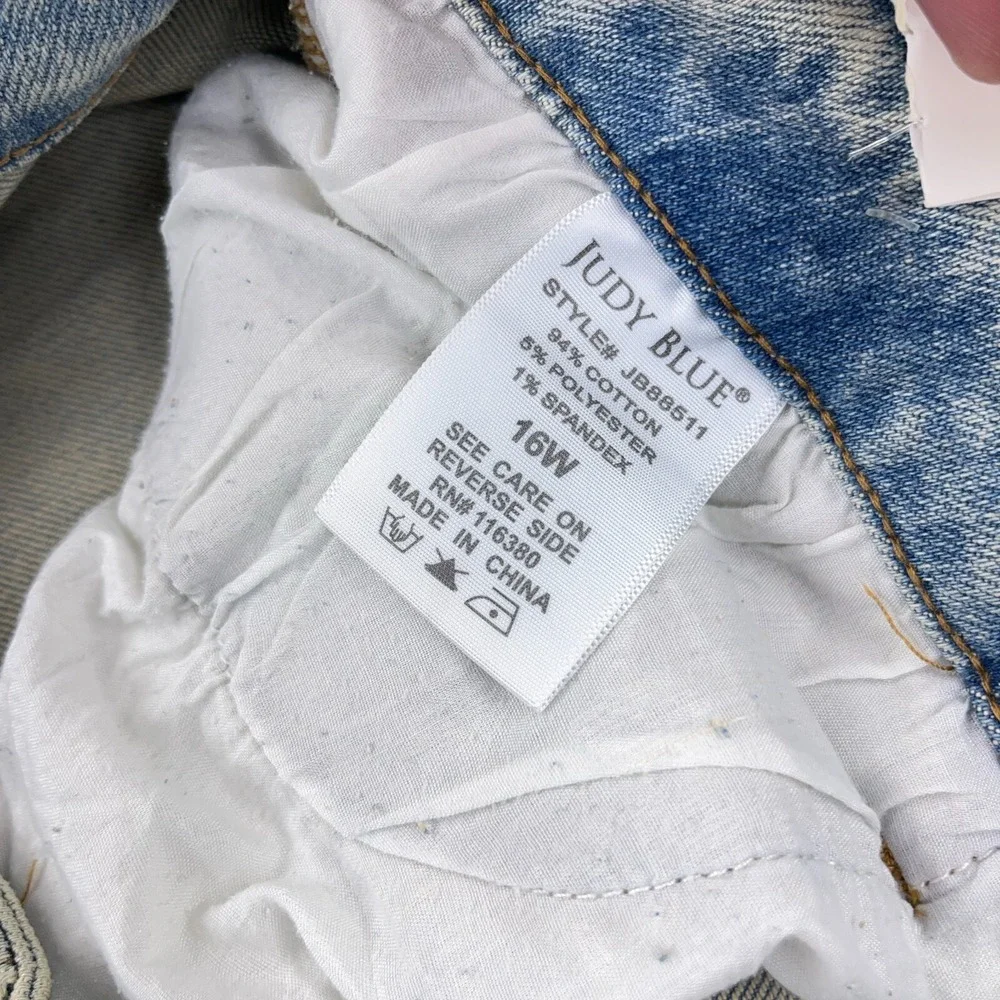 JUDY BLUE®
STYLE# JB88511
94% COTTON
5% POLYESTER
1% SPANDEX
16W
SEE CARE ON
REVERSE SIDE
RN# 116380
MADE IN CHINA